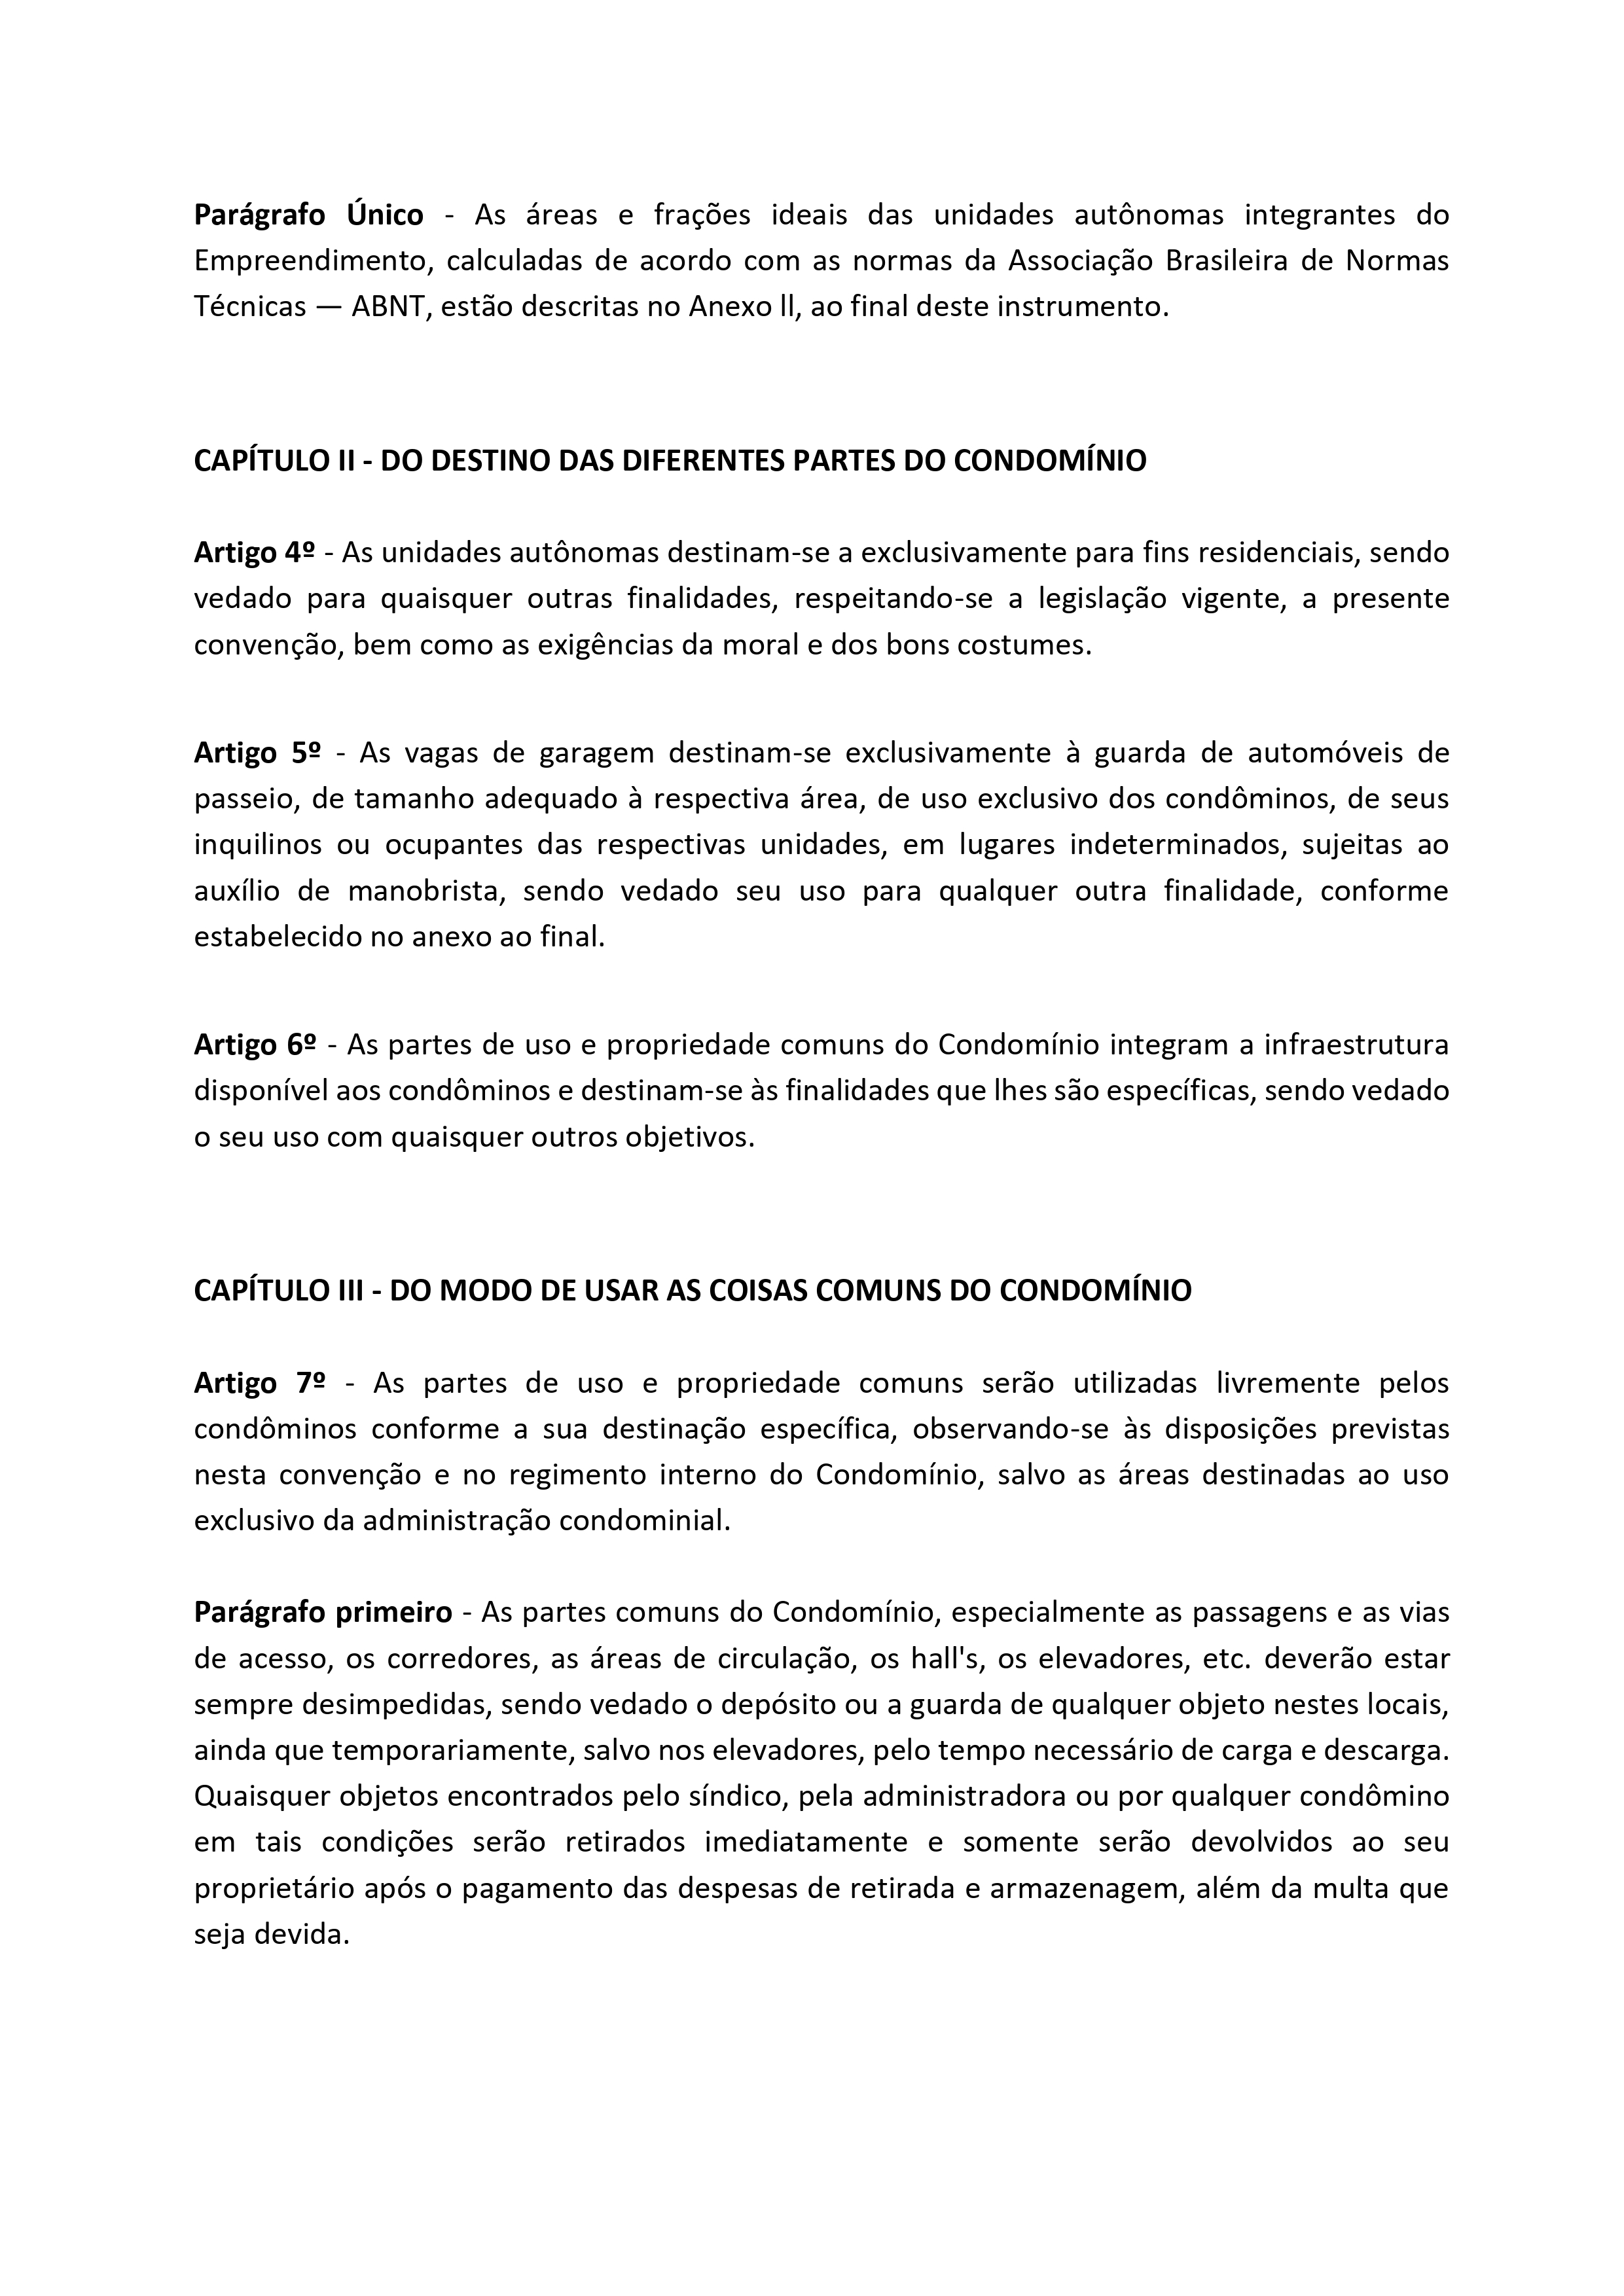 Parágrafo Único - As áreas e frações ideais das unidades autônomas integrantes do
Empreendimento, calculadas de acordo com as normas da Associação Brasileira de Normas
Técnicas — ABNT, estão descritas no Anexo ll, ao final deste instrumento.
CAPÍTULO II - DO DESTINO DAS DIFERENTES PARTES DO CONDOMÍNIO
Artigo 4º - As unidades autônomas destinam-se a exclusivamente para fins residenciais, sendo
vedado para quaisquer outras finalidades, respeitando-se a legislação vigente, a presente
convenção, bem como as exigências da moral e dos bons costumes.
Artigo 5º - As vagas de garagem destinam-se exclusivamente à guarda de automóveis de
passeio, de tamanho adequado à respectiva área, de uso exclusivo dos condôminos, de seus
inquilinos ou ocupantes das respectivas unidades, em lugares indeterminados, sujeitas ao
auxílio de manobrista, sendo vedado seu uso para qualquer outra finalidade, conforme
estabelecido no anexo ao final.
Artigo 6º - As partes de uso e propriedade comuns do Condomínio integram a infraestrutura
disponível aos condôminos e destinam-se às finalidades que lhes são específicas, sendo vedado
o seu uso com quaisquer outros objetivos.
CAPÍTULO III - DO MODO DE USAR AS COISAS COMUNS DO CONDOMÍNIO
Artigo 7º - As partes de uso e propriedade comuns serão utilizadas livremente pelos
condôminos conforme a sua destinação específica, observando-se às disposições previstas
nesta convenção e no regimento interno do Condomínio, salvo as áreas destinadas ao uso
exclusivo da administração condominial.
Parágrafo primeiro - As partes comuns do Condomínio, especialmente as passagens e as vias
de acesso, os corredores, as áreas de circulação, os hall's, os elevadores, etc. deverão estar
sempre desimpedidas, sendo vedado o depósito ou a guarda de qualquer objeto nestes locais,
ainda que temporariamente, salvo nos elevadores, pelo tempo necessário de carga e descarga.
Quaisquer objetos encontrados pelo síndico, pela administradora ou por qualquer condômino
em tais condições serão retirados imediatamente e somente serão devolvidos ao seu
proprietário após o pagamento das despesas de retirada e armazenagem, além da multa que
seja devida.